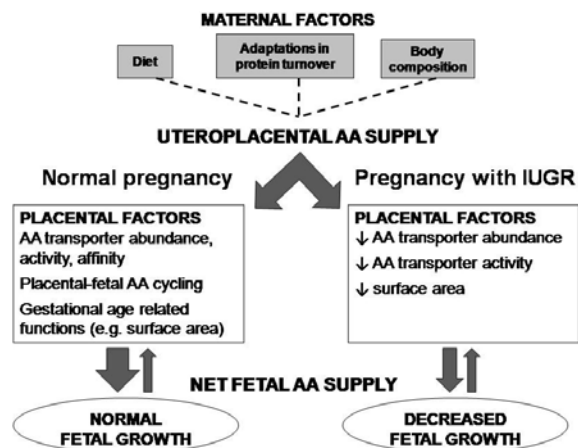 MATERNAL FACTORS
Diet
Adaptations in
protein turnover
Body
composition
UTEROPLACENTAL AA SUPPLY
Normal pregnancy
Pregnancy with IUGR
PLACENTAL FACTORS
AA transporter abundance,
activity, affinity
Placental-fetal AA cycling
Gestational age related
functions (e.g. surface area)
PLACENTAL FACTORS
↓ AA transporter abundance
↓ AA transporter activity
↓ surface area
NET FETAL AA SUPPLY
NORMAL
FETAL GROWTH
DECREASED
FETAL GROWTH